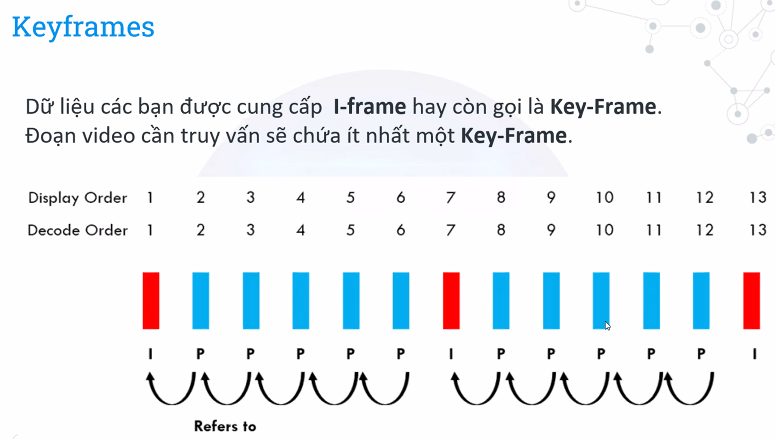 Keyframes
Dữ liệu các bạn được cung cấp I-frame hay còn gọi là Key-Frame.
Đoạn video cần truy vấn sẽ chứa ít nhất một Key-Frame.
Display Order 1 2 3 4 5 6 7 8 9 10 11 12 13
Decode Order 1 2 3 4 5 6 7 8 9 10 11 12 13
I P P P P P I P P P P P I
Refers to